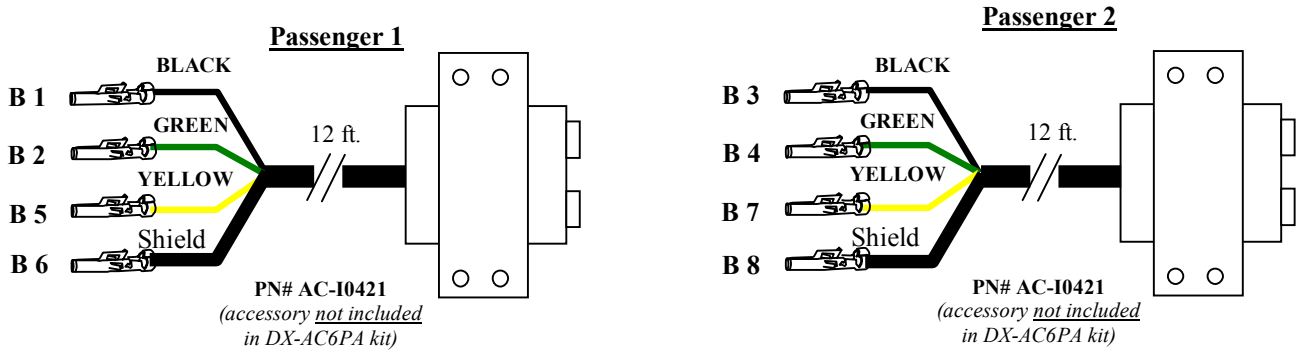 Passenger 1
B 1
BLACK
B 2
GREEN
12 ft.
B 5
YELLOW
B 6
Shield
PN# AC-I0421
(accessory not included
in DX-AC6PA kit)
Passenger 2
B 3
BLACK
B 4
GREEN
12 ft.
B 7
YELLOW
B 8
Shield
PN# AC-I0421
(accessory not included
in DX-AC6PA kit)